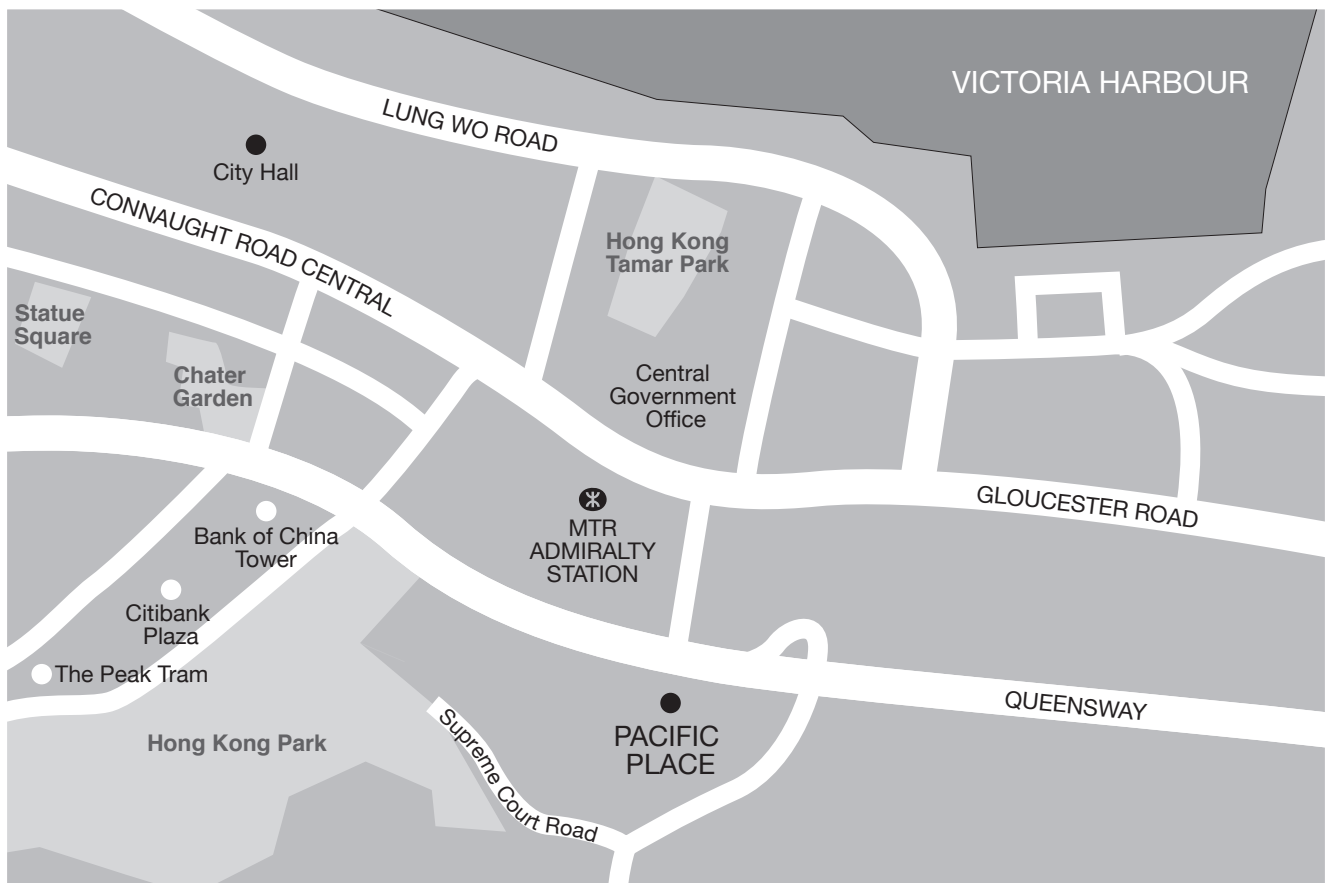 VICTORIA HARBOUR
LUNG WO ROAD
City Hall
CONNAUGHT ROAD CENTRAL
Hong Kong
Tamar Park
Statue
Square
Chater
Garden
Central
Government
Office
MTR
ADMIRALTY
STATION
GLOUCESTER ROAD
Bank of China
Tower
Citibank
Plaza
The Peak Tram
Hong Kong Park
Supreme Court Road
PACIFIC
PLACE
QUEENSWAY